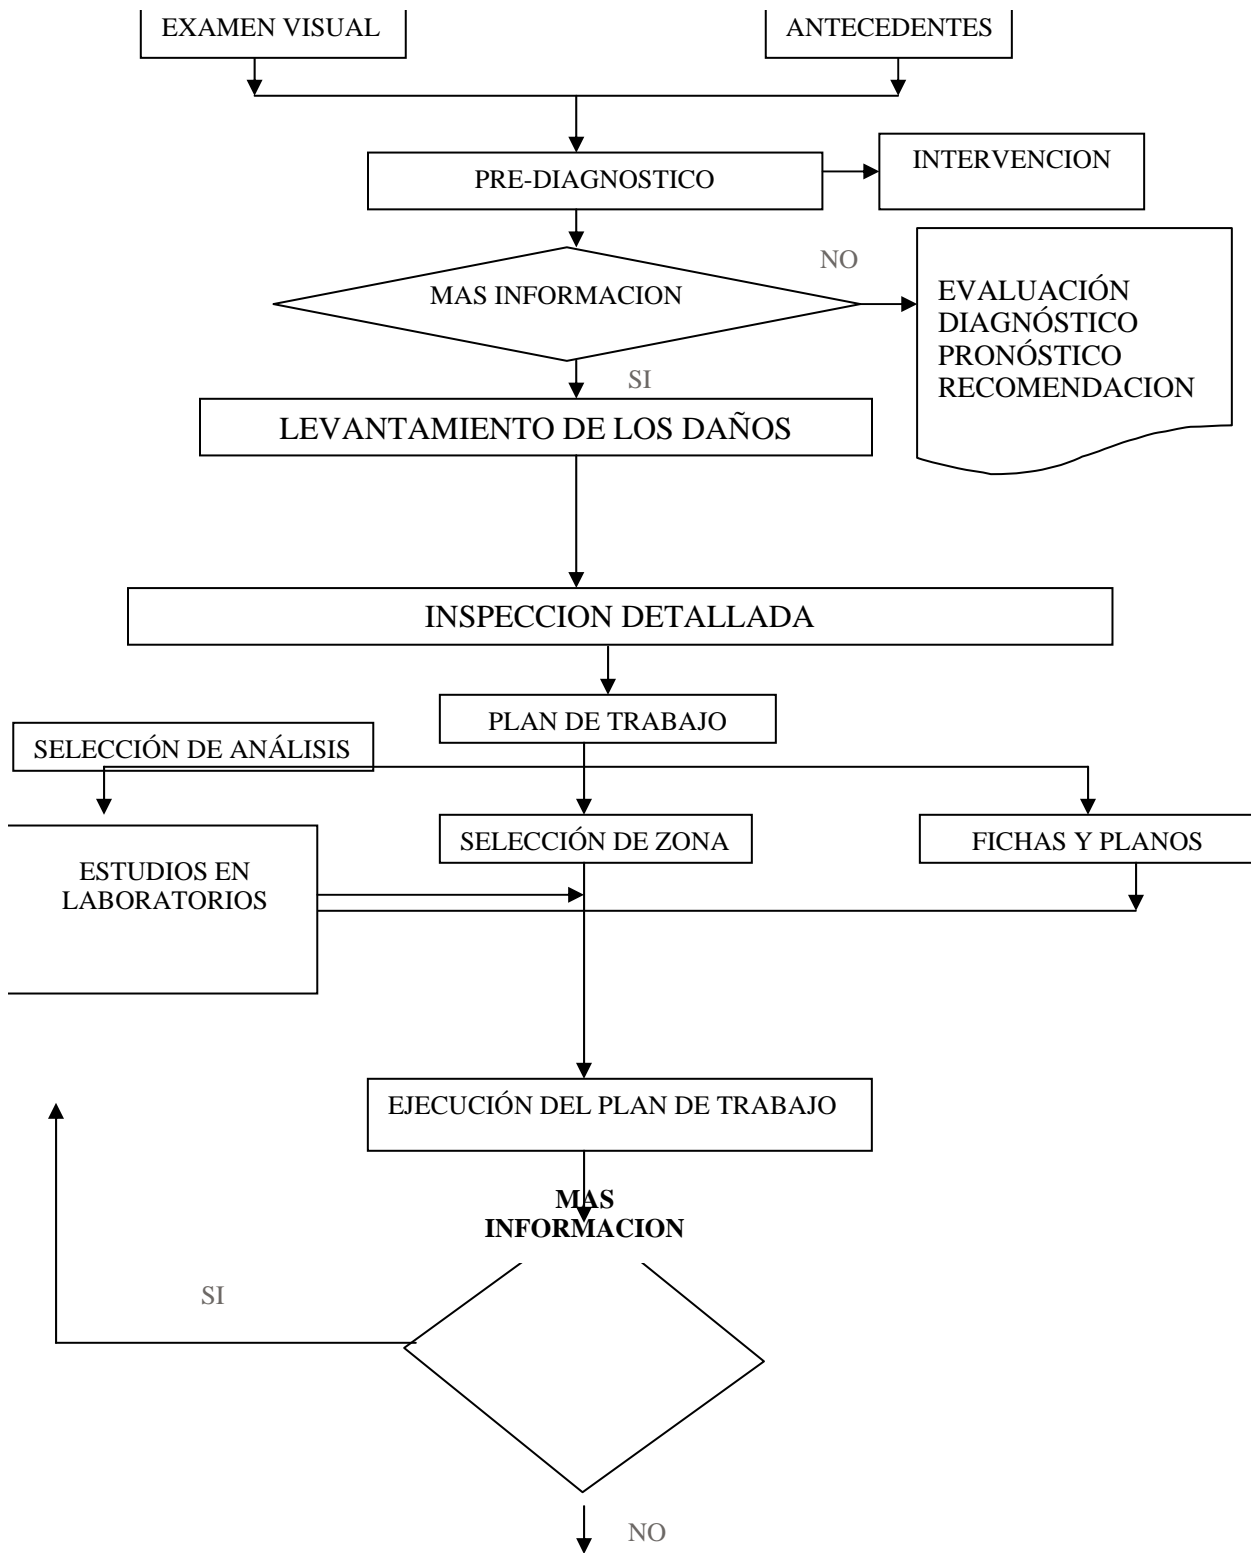 EXAMEN VISUAL
ANTECEDENTES
PRE-DIAGNOSTICO
INTERVENCION
MAS INFORMACION
NO
EVALUACIÓN
DIAGNÓSTICO
PRONÓSTICO
RECOMENDACION
SI
LEVANTAMIENTO DE LOS DAÑOS
INSPECCION DETALLADA
PLAN DE TRABAJO
SELECCIÓN DE ANÁLISIS
SELECCIÓN DE ZONA
FICHAS Y PLANOS
ESTUDIOS EN
LABORATORIOS
EJECUCIÓN DEL PLAN DE TRABAJO
MAS
INFORMACION
SI
NO